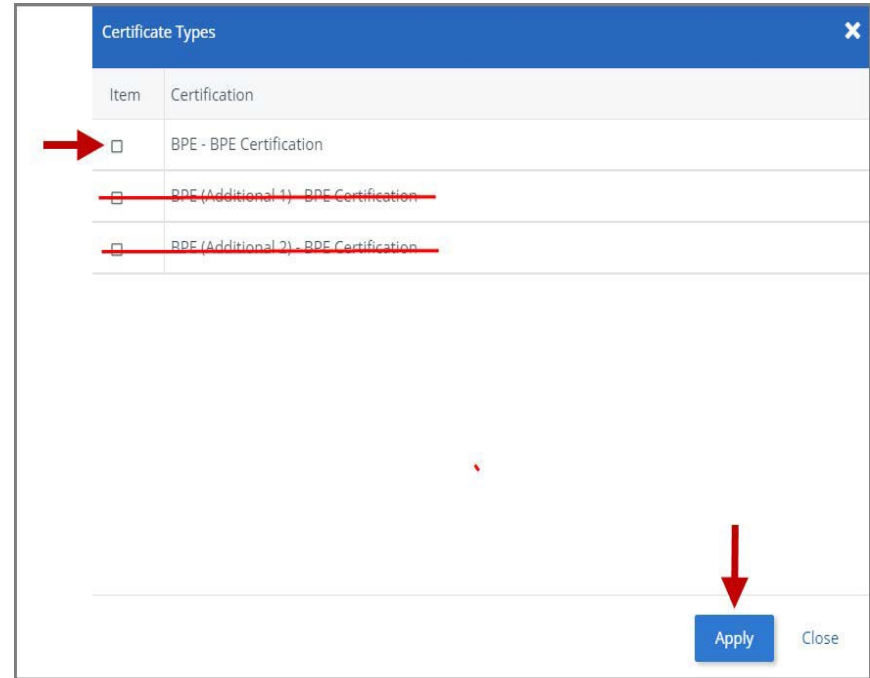 Certificate Types
Item Certification
BPE - BPE Certification
BPE (Additional 1) - BPE Certification
BPE (Additional 2) - BPE Certification
Apply Close